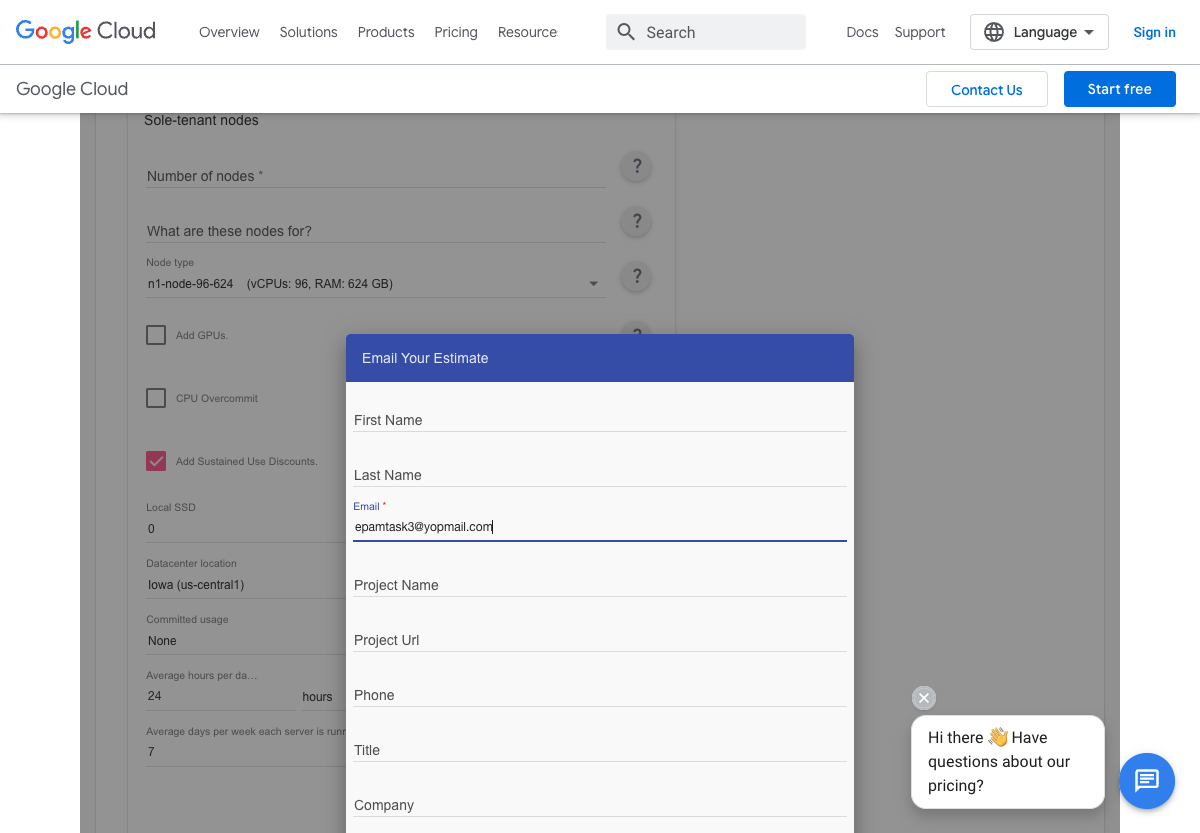 Google Cloud
Overview
Solutions
Products
Pricing
Resource
Search
Docs
Support
Language
Sign in
Google Cloud
Contact Us
Start free
Sole-tenant nodes
Number of nodes *
?
What are these nodes for?
?
Node type
n1-node-96-624 (vCPUs: 96, RAM: 624 GB)
?
Add GPUs.
?
CPU Overcommit
Add Sustained Use Discounts.
Local SSD
0
Datacenter location
Iowa (us-central1)
Committed usage
None
Average hours per da...
24
hours
Average days per week each server is runn
7
Email Your Estimate
First Name
Last Name
Email *
epamtask3@yopmail.com
Project Name
Project Url
Phone
Title
Company
Hi there 👋 Have
questions about our
pricing?